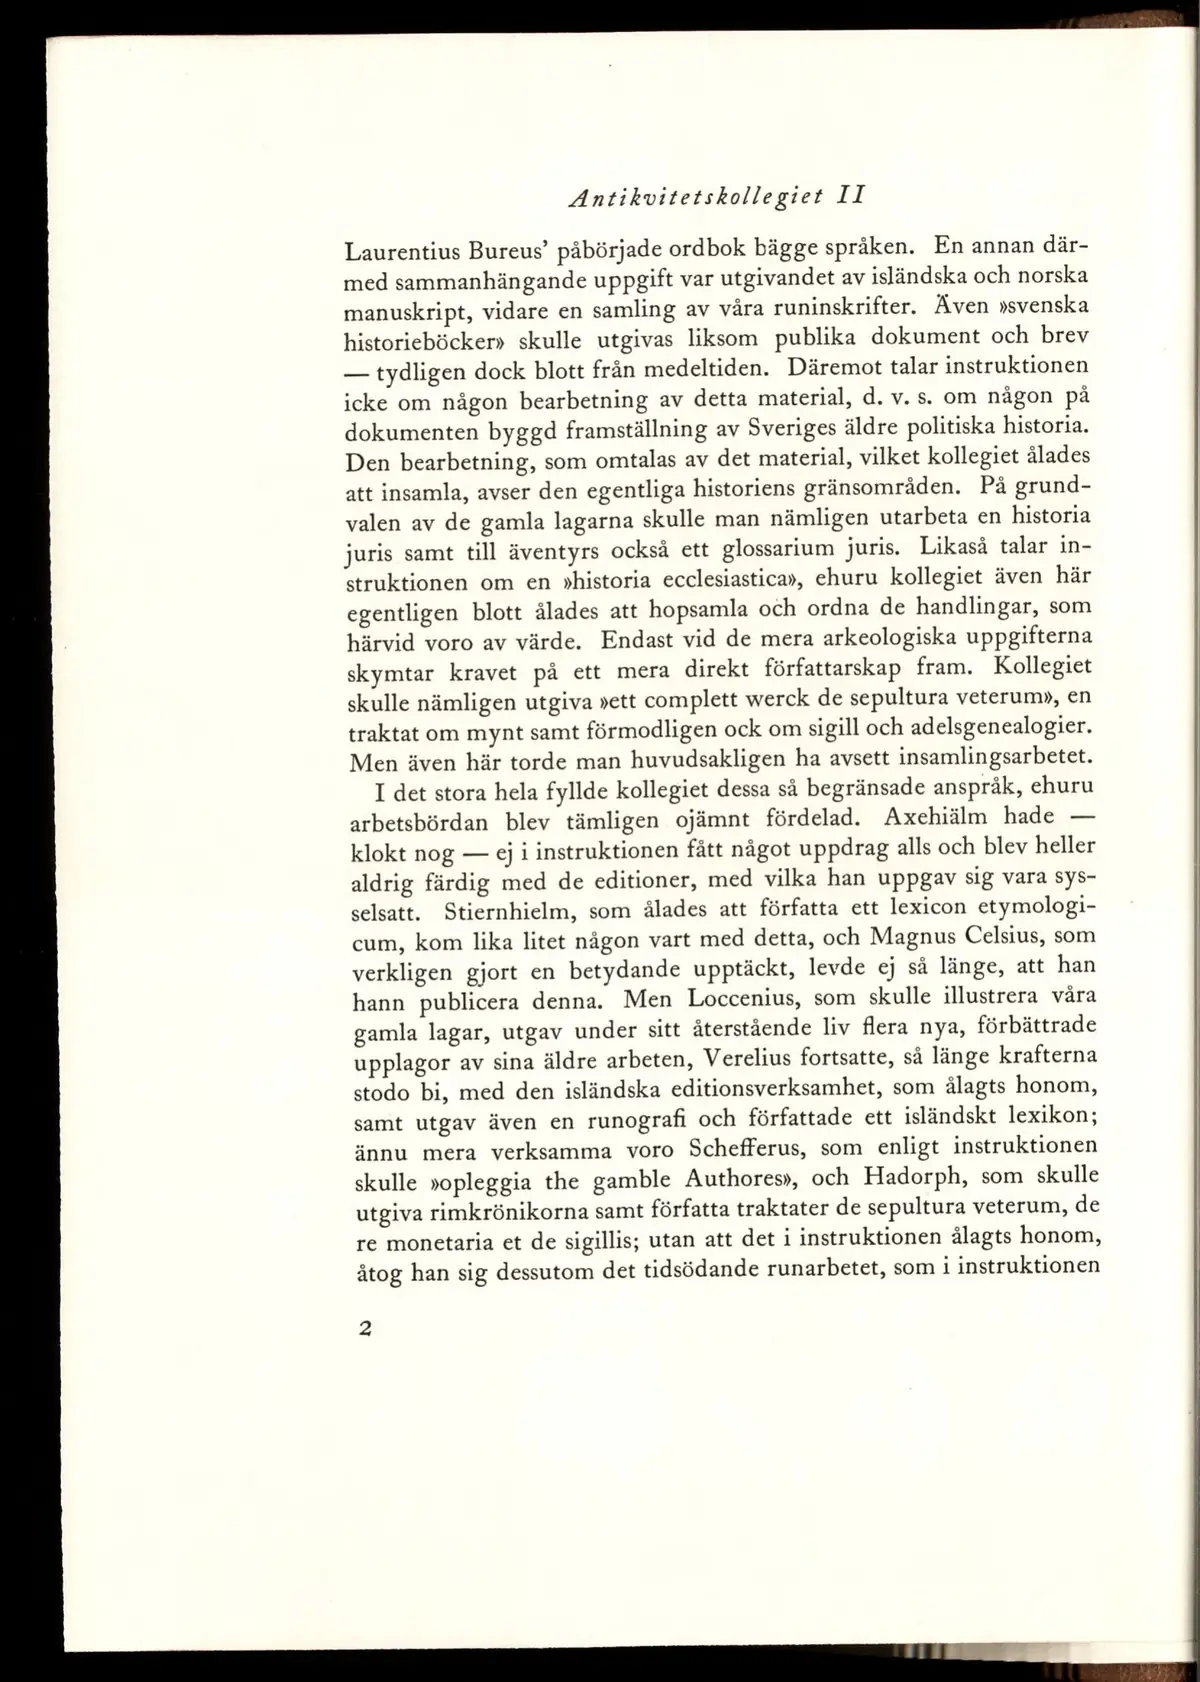 Antikvitetskollegiet II
Laurentius Bureus’ påbörjade ordbok bägge språken. En annan där-
med sammanhängande uppgift var utgivandet av isländska och norska
manuskript, vidare en samling av våra runinskrifter. Även »svenska
historieböcker» skulle utgivas liksom publika dokument och brev
— tydligen dock blott från medeltiden. Däremot talar instruktionen
icke om någon bearbetning av detta material, d. v. s. om någon på
dokumenten byggd framställning av Sveriges äldre politiska historia.
Den bearbetning, som omtalas av det material, vilket kollegiet ålades
att insamla, avser den egentliga historiens gränsområden. På grund-
valen av de gamla lagarna skulle man nämligen utarbeta en historia
juris samt till äventyrs också ett glossarium juris. Likaså talar in-
struktionen om en »historia ecclesiastica», ehuru kollegiet även här
egentligen blott ålades att hopsamla och ordna de handlingar, som
härvid voro av värde. Endast vid de mera arkeologiska uppgifterna
skymtar kravet på ett mera direkt författarskap fram. Kollegiet
skulle nämligen utgiva »ett complett werck de sepultura veterum», en
traktat om mynt samt förmodligen ock om sigill och adelsgenealogier.
Men även här torde man huvudsakligen ha avsett insamlingsarbetet.
I det stora hela fyllde kollegiet dessa så begränsade anspråk, ehuru
arbetsbördan blev tämligen ojämnt fördelad. Axehiälm hade —
klokt nog — ej i instruktionen fått något uppdrag alls och blev heller
aldrig färdig med de editioner, med vilka han uppgav sig vara sys-
selsatt. Stiernhielm, som ålades att författa ett lexicon etymologi-
cum, kom lika litet någon vart med detta, och Magnus Celsius, som
verkligen gjort en betydande upptäckt, levde ej så länge, att han
hann publicera denna. Men Loccenius, som skulle illustrera våra
gamla lagar, utgav under sitt återstående liv flera nya, förbättrade
upplagor av sina äldre arbeten, Verelius fortsatte, så länge krafterna
stodo bi, med den isländska editionsverksamhet, som ålagts honom,
samt utgav även en runografi och författade ett isländskt lexikon;
ännu mera verksamma voro Schefferus, som enligt instruktionen
skulle »opleggia the gamble Authores», och Hadorph, som skulle
utgiva rimkrönikorna samt författa traktater de sepultura veterum, de
re monetaria et de sigillis; utan att det i instruktionen ålagts honom,
åtog han sig dessutom det tidsödande runarbetet, som i instruktionen
2